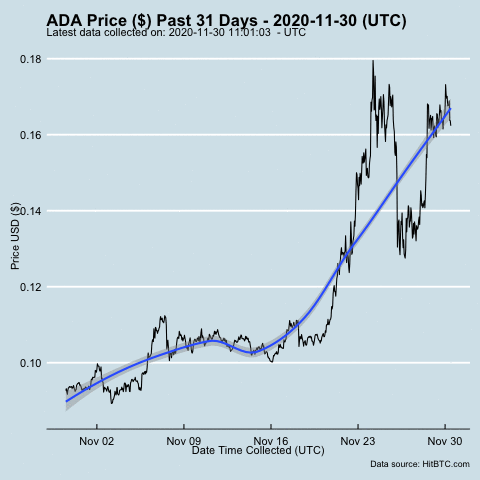 ADA Price ($) Past 31 Days - 2020-11-30 (UTC)
Latest data collected on: 2020-11-30 11:01:03 - UTC
0.18
0.16
0.14
0.12
0.10
Price USD ($)
Nov 02 Nov 09 Nov 16 Nov 23 Nov 30
Date Time Collected (UTC)
Data source: HitBTC.com